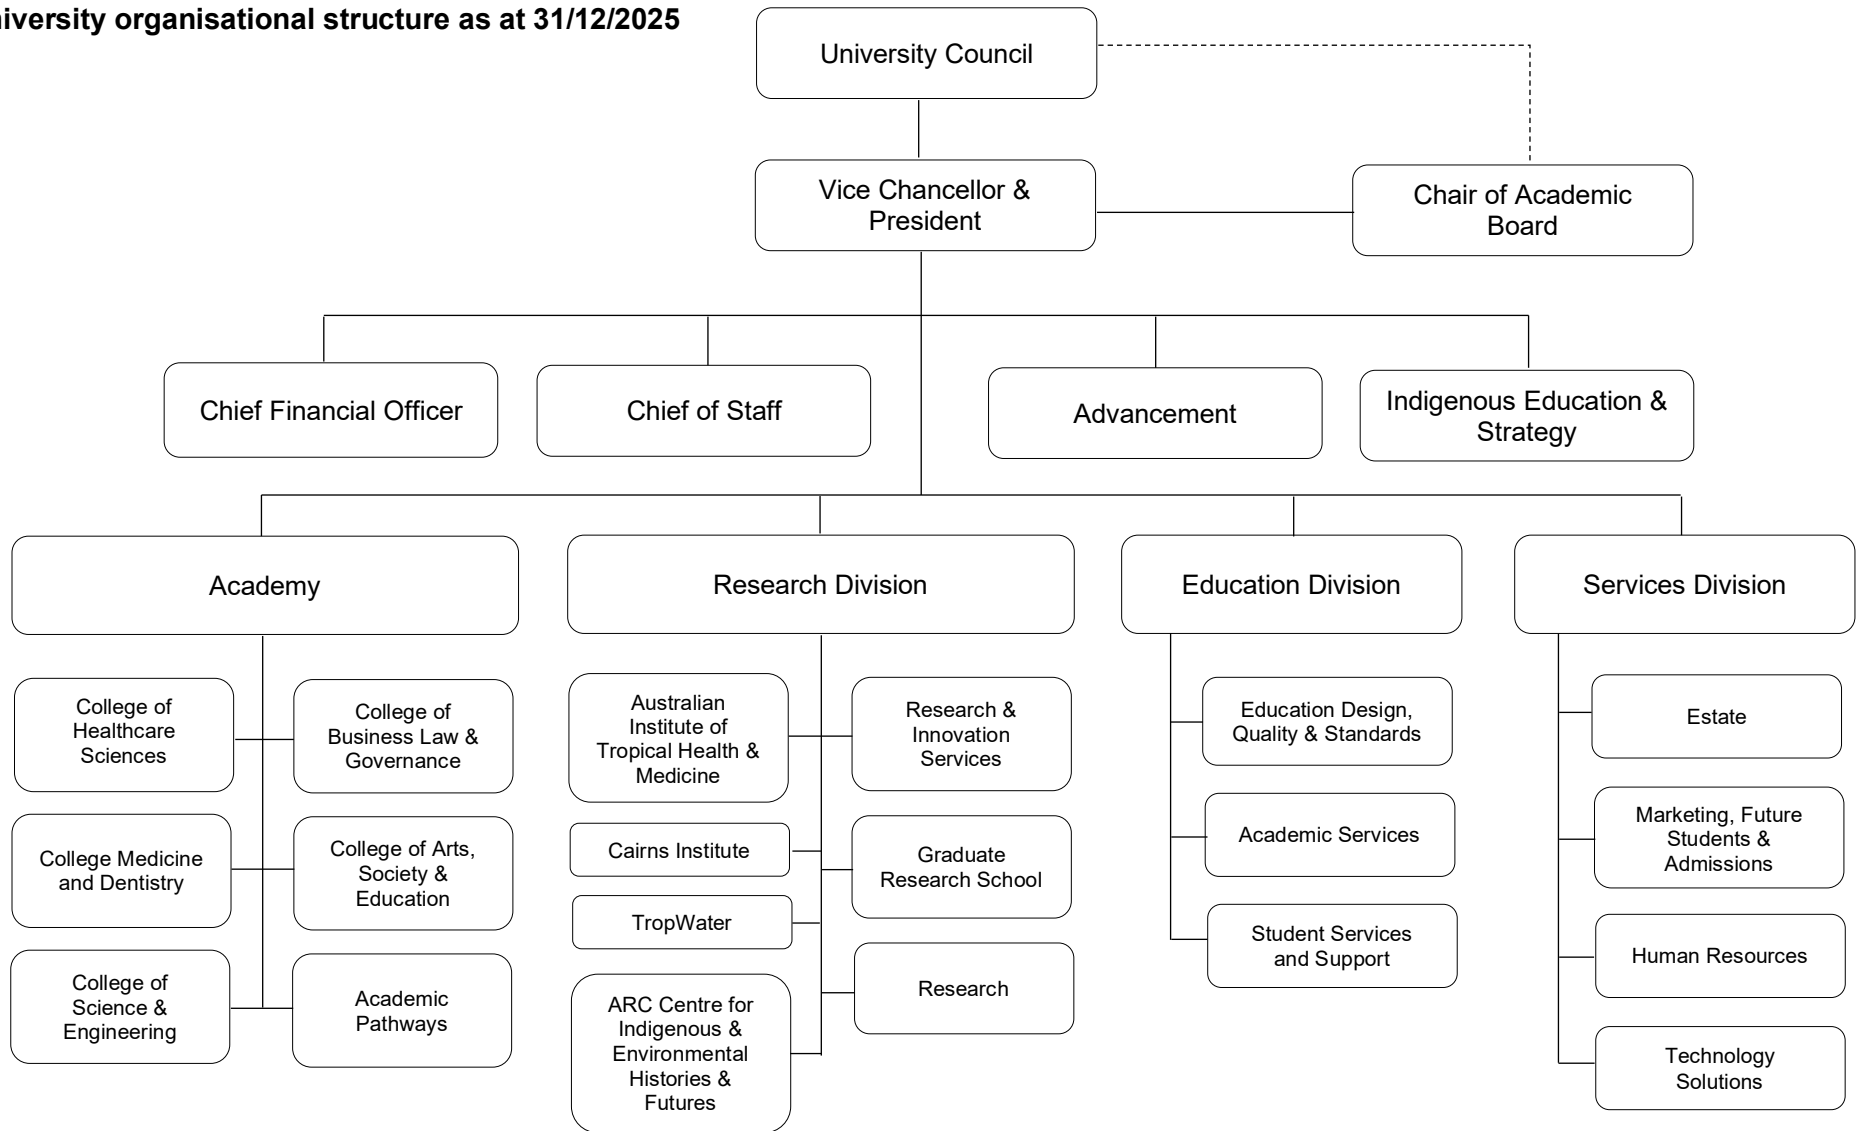 niversity organisational structure as at 31/12/2025
University Council
Vice Chancellor &
President
Chair of Academic
Board
Chief Financial Officer
Chief of Staff
Advancement
Indigenous Education &
Strategy
Academy
Research Division
Education Division
Services Division
College of
Healthcare
Sciences
College of
Business Law &
Governance
College Medicine
and Dentistry
College of Arts,
Society &
Education
College of
Science &
Engineering
Academic
Pathways
Australian
Institute of
Tropical Health &
Medicine
Research &
Innovation
Services
Cairns Institute
Graduate
Research School
TropWater
Research
ARC Centre for
Indigenous &
Environmental
Histories &
Futures
Education Design,
Quality & Standards
Academic Services
Student Services
and Support
Estate
Marketing, Future
Students &
Admissions
Human Resources
Technology
Solutions